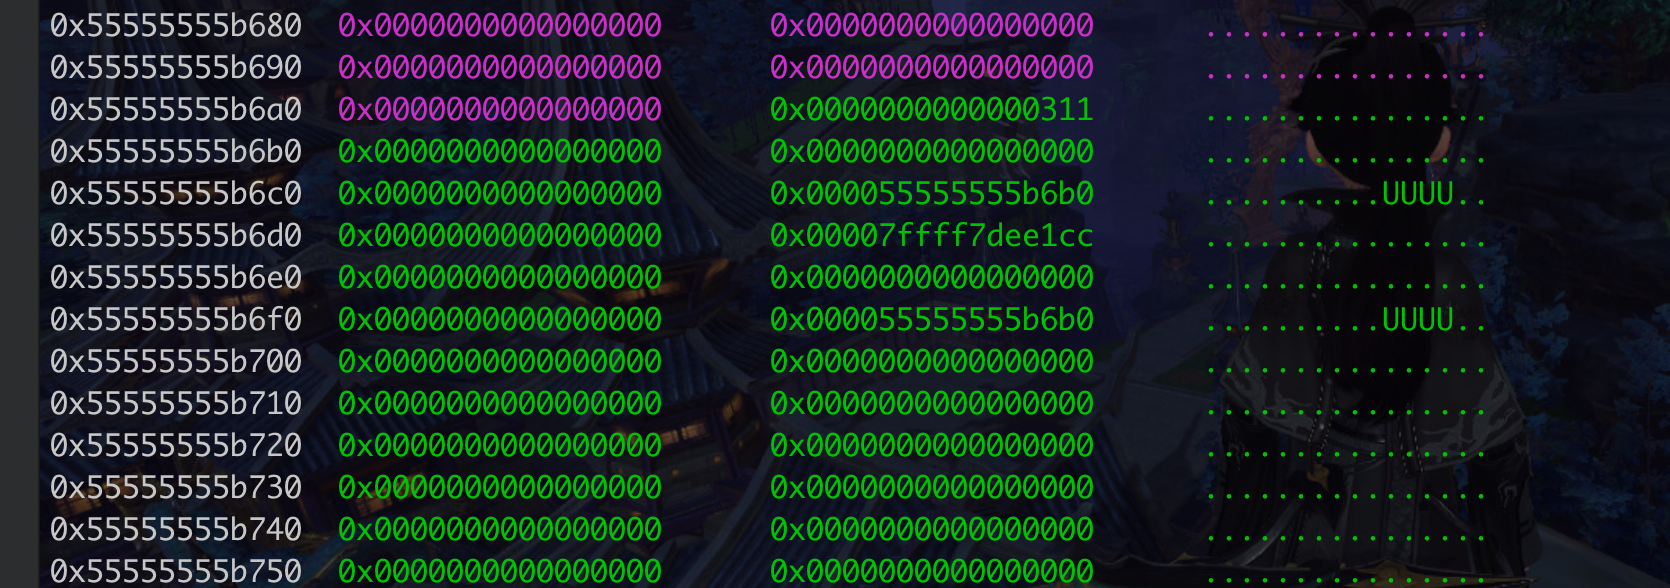 0x55555555b680 0x0000000000000000 0x0000000000000000 ................
0x55555555b690 0x0000000000000000 0x0000000000000000 ................
0x55555555b6a0 0x0000000000000000 0x0000000000000311 ................
0x55555555b6b0 0x0000000000000000 0x0000000000000000 ................
0x55555555b6c0 0x0000000000000000 0x000055555555b6b0 ..........UUUU..
0x55555555b6d0 0x0000000000000000 0x00007ffff7dee1cc ................
0x55555555b6e0 0x0000000000000000 0x0000000000000000 ................
0x55555555b6f0 0x0000000000000000 0x000055555555b6b0 ..........UUUU..
0x55555555b700 0x0000000000000000 0x0000000000000000 ................
0x55555555b710 0x0000000000000000 0x0000000000000000 ................
0x55555555b720 0x0000000000000000 0x0000000000000000 ................
0x55555555b730 0x0000000000000000 0x0000000000000000 ................
0x55555555b740 0x0000000000000000 0x0000000000000000 ................
0x55555555b750 0x0000000000000000 0x0000000000000000 ................